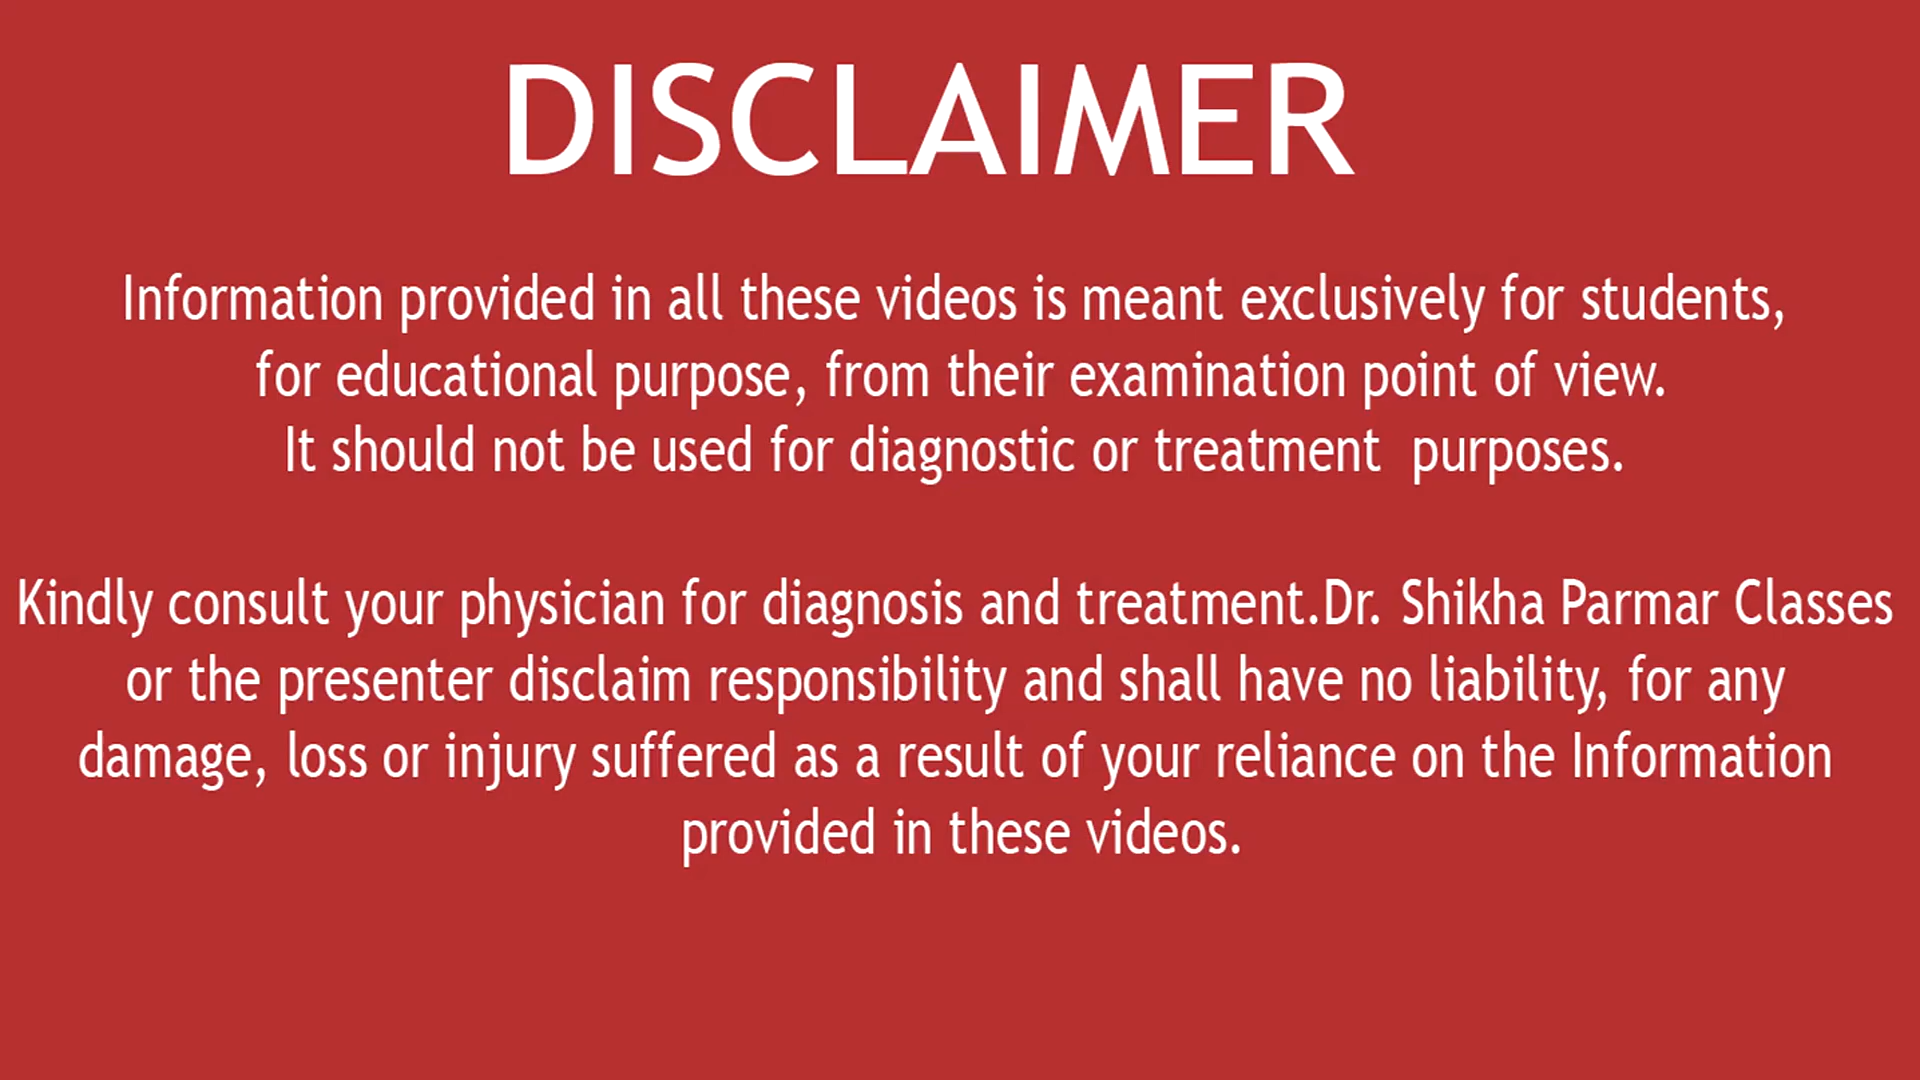 DISCLAIMER
Information provided in all these videos is meant exclusively for students,
for educational purpose, from their examination point of view.
It should not be used for diagnostic or treatment  purposes.
Kindly consult your physician for diagnosis and treatment.Dr. Shikha Parmar Classes
or the presenter disclaim responsibility and shall have no liability, for any
damage, loss or injury suffered as a result of your reliance on the Information
provided in these videos.